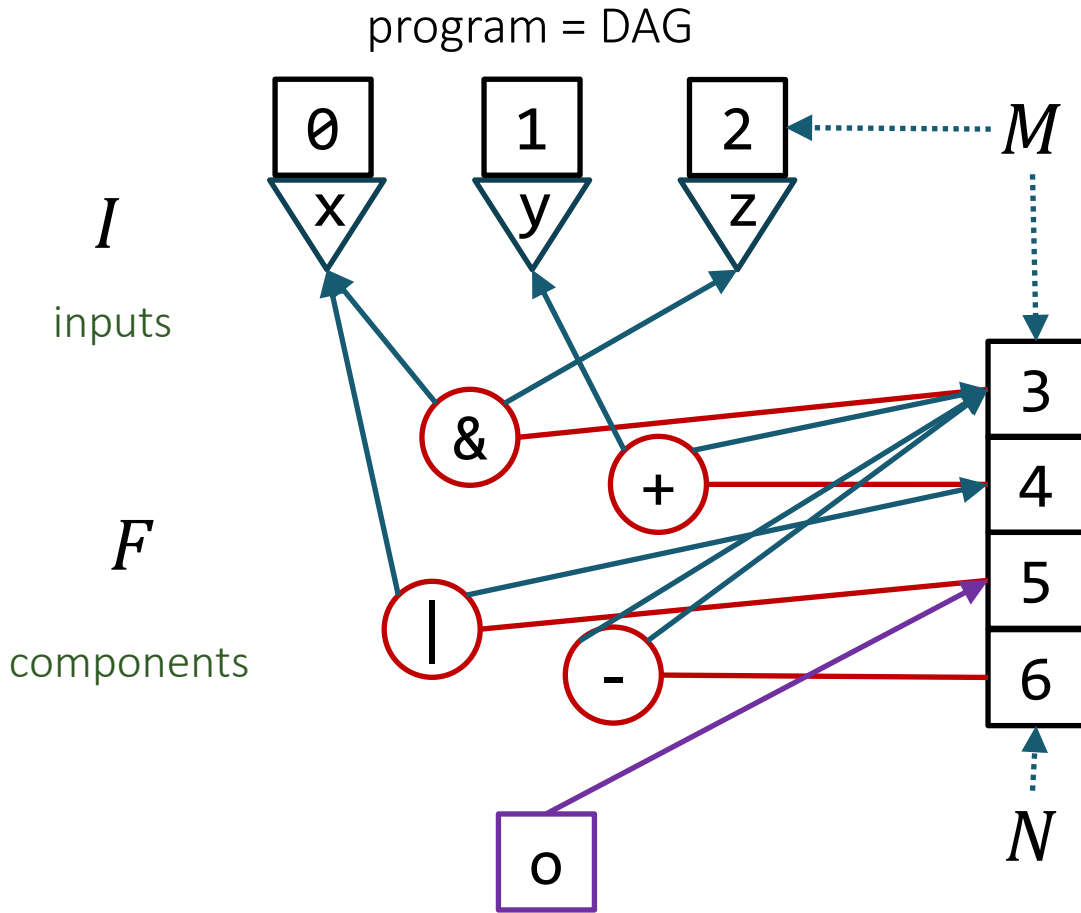 program = DAG
0 1 2
M
x y z
I
inputs
3
&
+
4
F
5
|
components
-
6
N
o